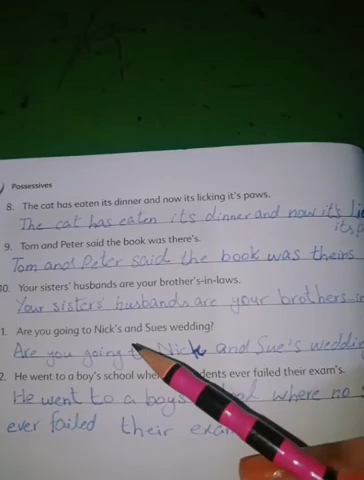 Possessives
8. The cat has eaten its dinner and now its licking it's paws.
The cat has eaten its dinner and now it's
its
9. Tom and Peter said the book was there's.
Tom and Peter said the book was theirs
10. Your sisters' husbands are your brother's-in-laws.
Your sisters' husbands are your brothers
1. Are you going to Nick's and Sues wedding?
Are you going Nick and Sue's
2. He went to a boy's school ever failed their exam's.
He went to a boys where no
ever failed their